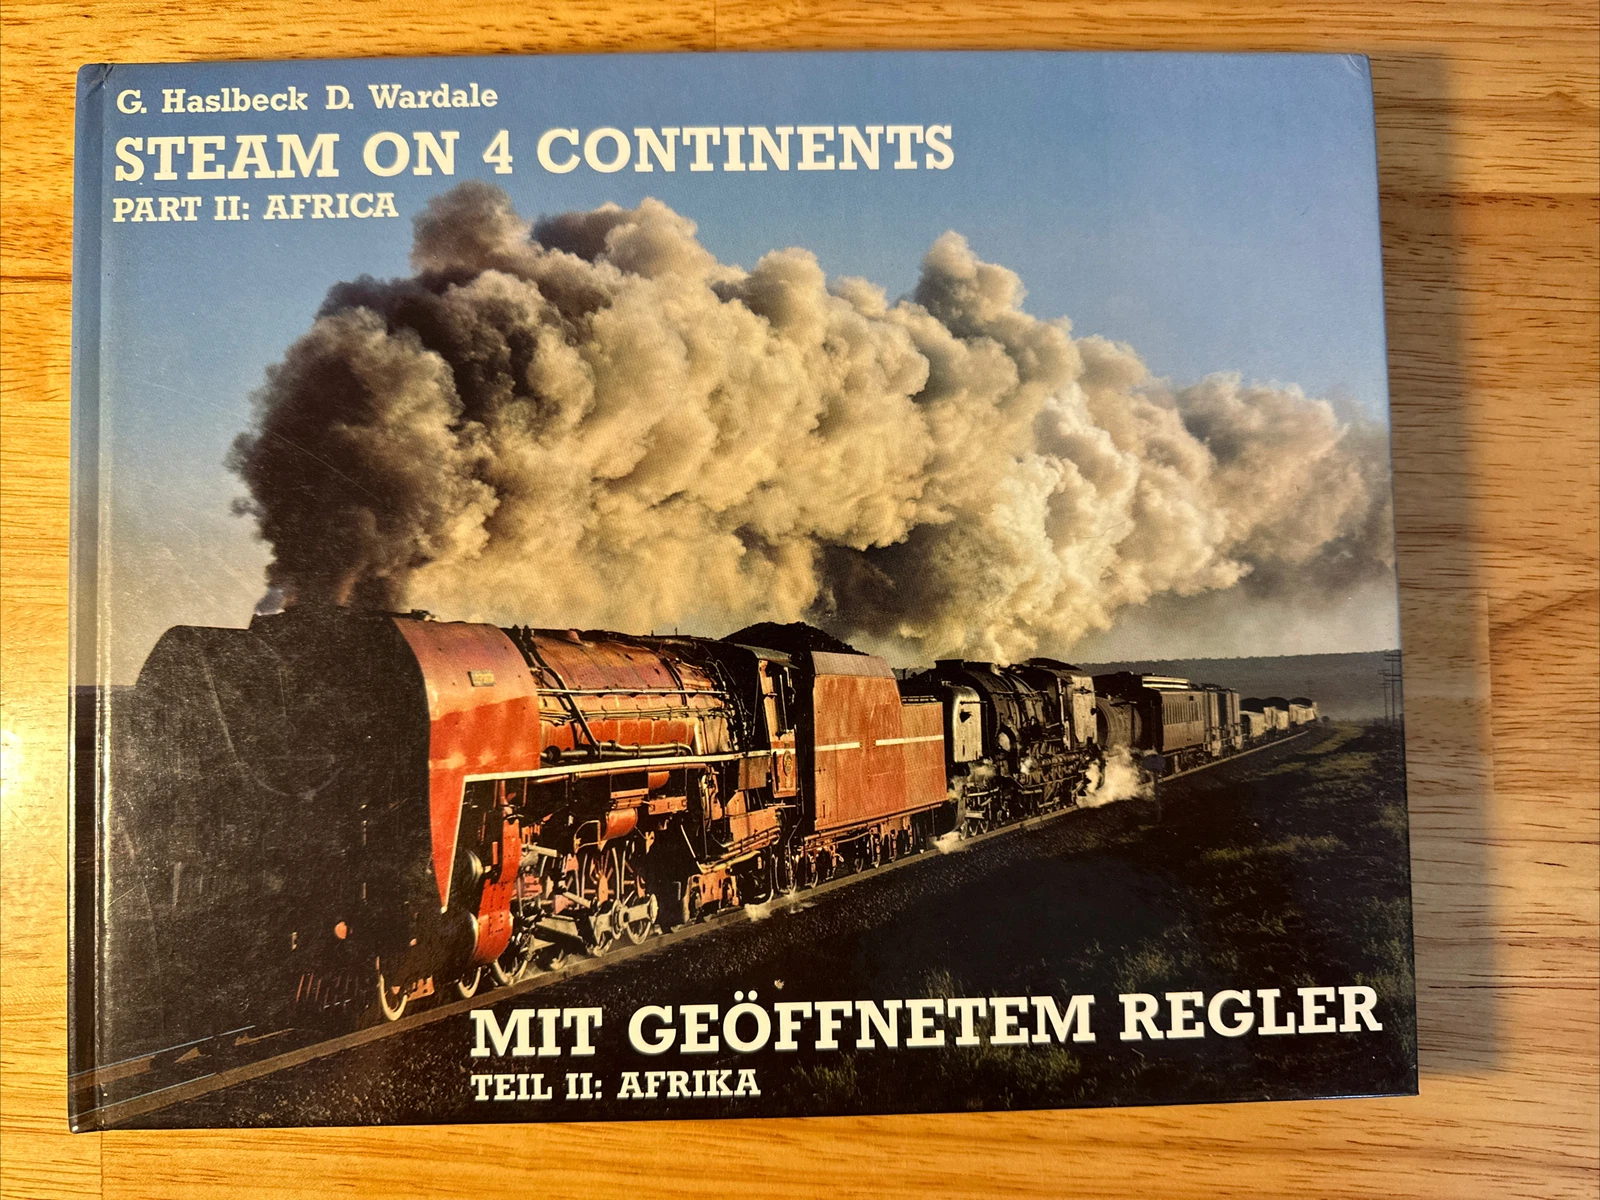 G. Haslbeck D. Wardale
STEAM ON 4 CONTINENTS
PART II: AFRICA
MIT GEÖFFNETEM REGLER
TEIL II: AFRIKA